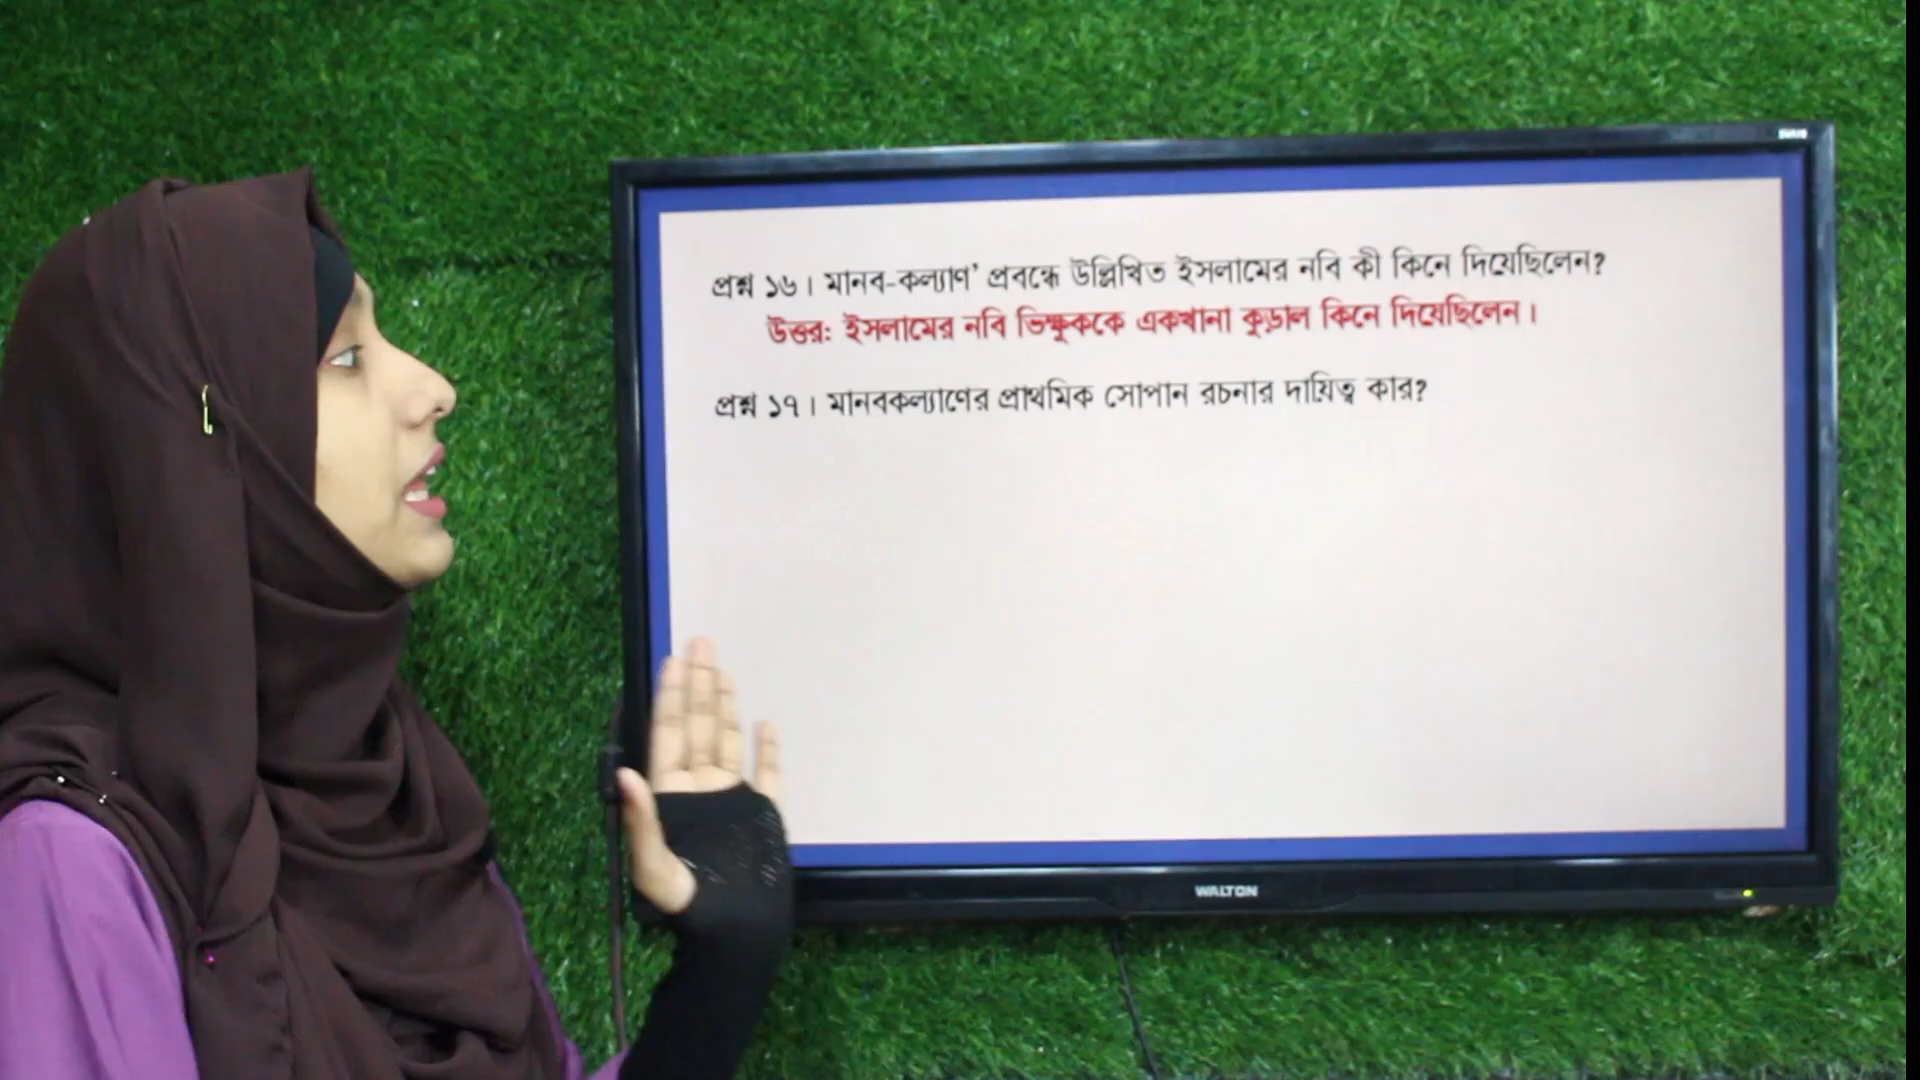 প্রশ্ন ১৬। মানব-কল্যাণ’ প্রবন্ধে উল্লিখিত ইসলামের নবি কী কিনে দিয়েছিলেন?
উত্তর: ইসলামের নবি ভিক্ষুককে একখানা কুড়াল কিনে দিয়েছিলেন।
প্রশ্ন ১৭। মানবকল্যাণের প্রাথমিক সোপান রচনার দায়িত্ব কার?
WALTON